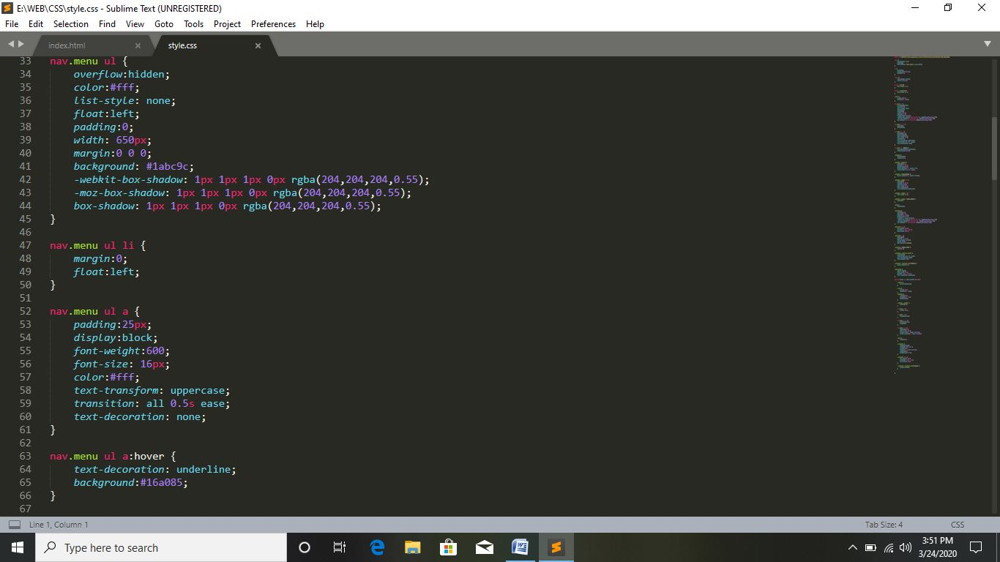 E:\WEB\CSS\style.css - Sublime Text (UNREGISTERED)
File Edit Selection Find View Goto Tools Project Preferences Help
index.html × style.css ×
33 nav.menu ul {
34 overflow:hidden;
35 color:#fff;
36 list-style: none;
37 float:left;
38 padding:0;
39 width: 650px;
40 margin:0 0 0;
41 background: #1abc9c;
42 -webkit-box-shadow: 1px 1px 1px 0px rgba(204,204,204,0.55);
43 -moz-box-shadow: 1px 1px 1px 0px rgba(204,204,204,0.55);
44 box-shadow: 1px 1px 1px 0px rgba(204,204,204,0.55);
45 }
46
47 nav.menu ul li {
48 margin:0;
49 float:left;
50 }
51
52 nav.menu ul a {
53 padding:25px;
54 display:block;
55 font-weight:600;
56 font-size: 16px;
57 color:#fff;
58 text-transform: uppercase;
59 transition: all 0.5s ease;
60 text-decoration: none;
61 }
62
63 nav.menu ul a:hover {
64 text-decoration: underline;
65 background:#16a085;
66 }
67
Line 1, Column 1 Tab Size: 4 CSS
Type here to search
3:51 PM
3/24/2020